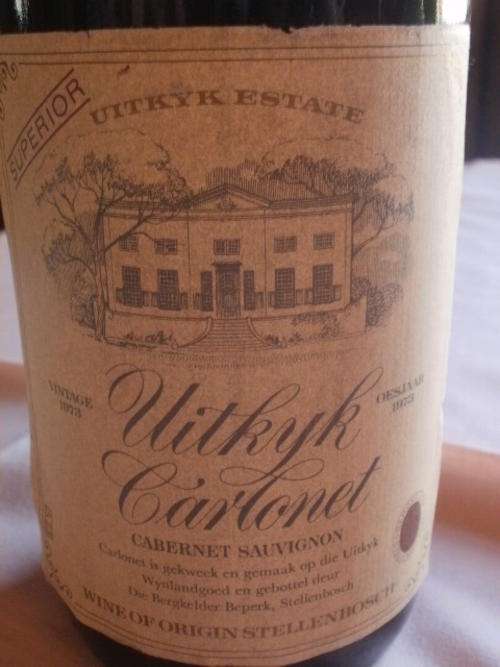 SUPERIOR
UITKYK ESTATE
VINTAGE
1973
OESJAAR
1973
Uitkyk
Carlonet
CABERNET SAUVIGNON
Carlonet is gekweek en gemaak op die Uitkyk
Wynlandgoed en gebottel deur
Die Bergkelder Beperk, Stellenbosch
WINE OF ORIGIN STELLENBOSCH